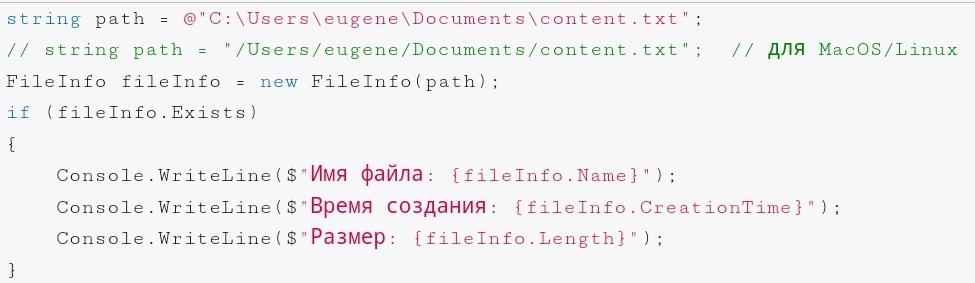 string path = @"C:\Users\eugene\Documents\content.txt";
// string path = "/Users/eugene/Documents/content.txt";  // для MacOS/Linux
FileInfo fileInfo = new FileInfo(path);
if (fileInfo.Exists)
{
    Console.WriteLine($"Имя файла: {fileInfo.Name}");
    Console.WriteLine($"Время создания: {fileInfo.CreationTime}");
    Console.WriteLine($"Размер: {fileInfo.Length}");
}